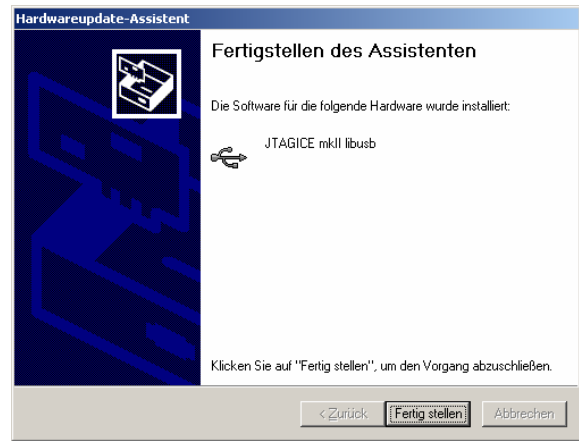 Hardwareupdate-Assistent
Fertigstellen des Assistenten
Die Software für die folgende Hardware wurde installiert:
JTAGICE mkII libusb
Klicken Sie auf "Fertig stellen", um den Vorgang abzuschließen.
< Zurück
Fertig stellen
Abbrechen